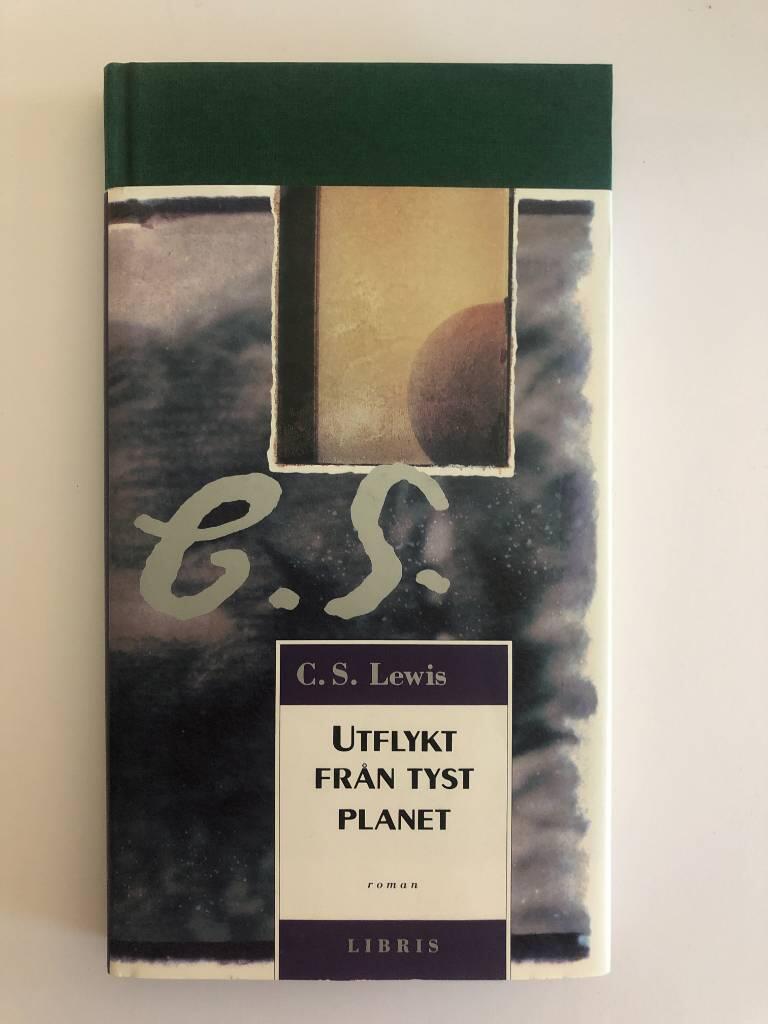 C. S.
C. S. Lewis
UTFLYKT
FRÅN TYST
PLANET
roman
LIBRIS